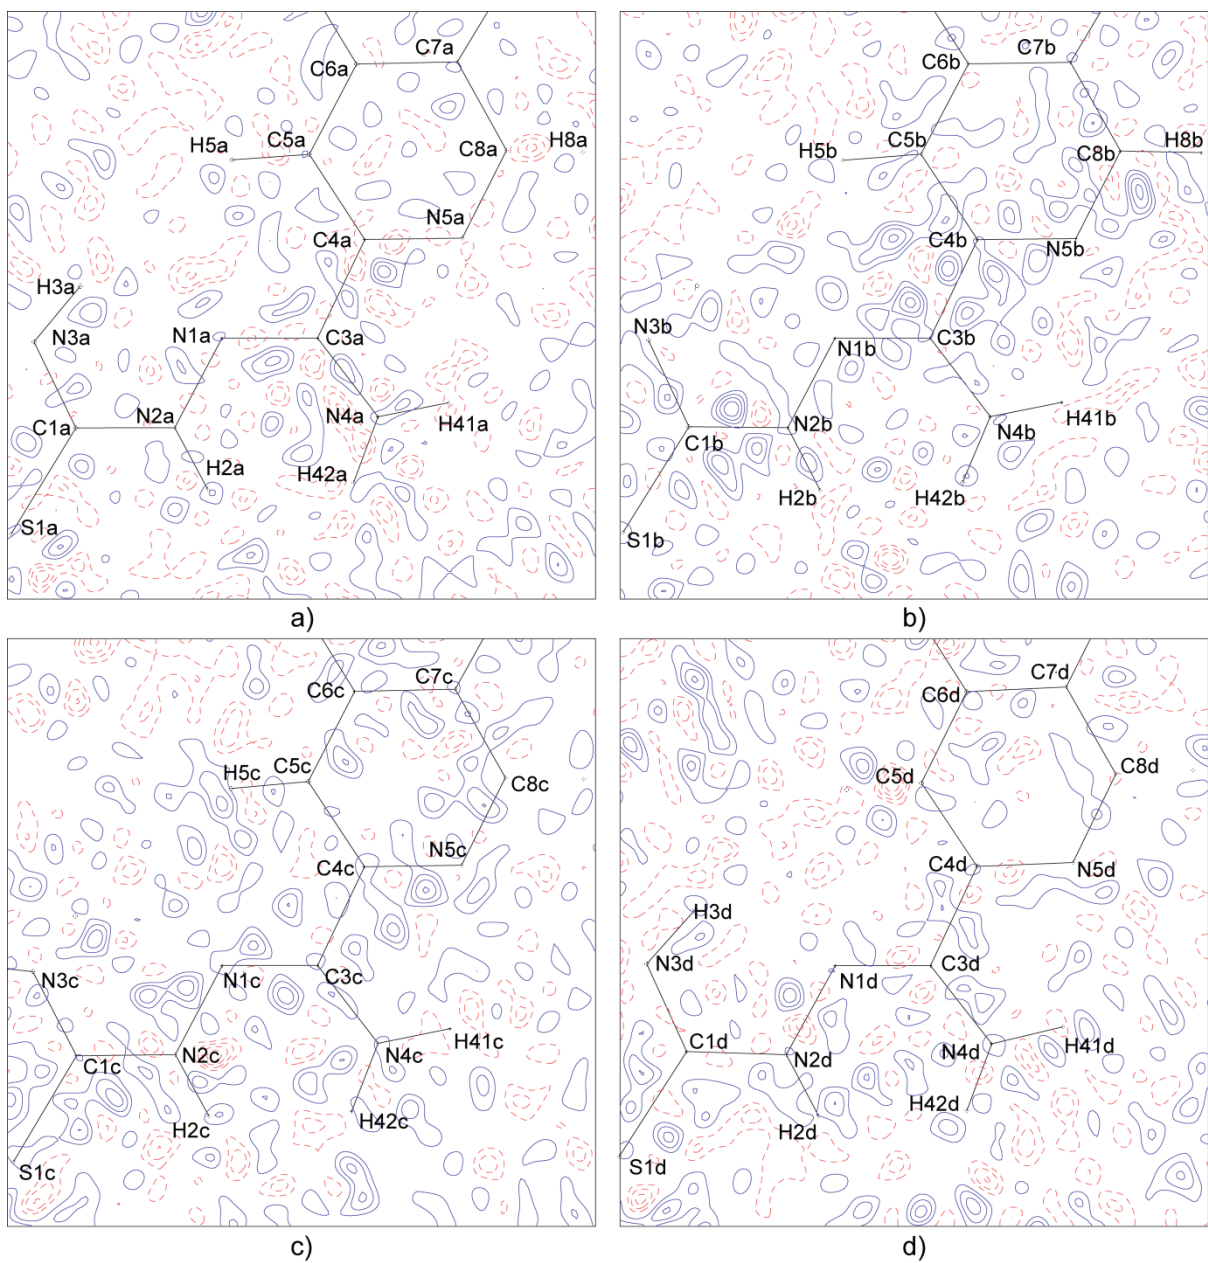 C7a
C6a
H5a
C5a
C8a
H8a
N5a
C4a
H3a
N3a
N1a
C3a
C1a
N2a
N4a
H41a
H2a
H42a
S1a
a)
C7b
C6b
H5b
C5b
C8b
H8b
C4b
N5b
N3b
N1b
C3b
C1b
N2b
N4b
H41b
H2b
H42b
S1b
b)
C7c
C6c
H5c
C5c
C8c
N5c
C4c
N3c
N1c
C3c
C1c
N2c
N4c
H41c
H2c
H42c
S1c
c)
C7d
C6d
C5d
C8d
C4d
N5d
H3d
N3d
N1d
C3d
C1d
N2d
N4d
H41d
H2d
H42d
S1d
d)